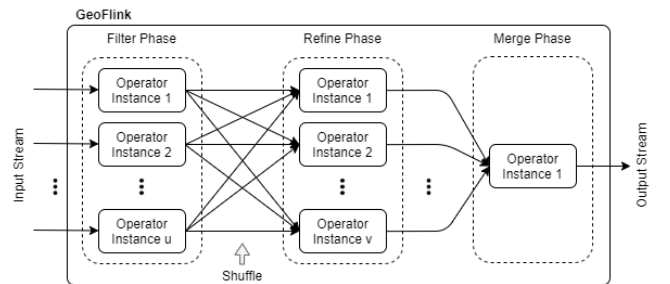 GeoFlink
Filter Phase
Refine Phase
Merge Phase
Input Stream
Operator
Instance 1
Operator
Instance 2
Operator
Instance u
Shuffle
Operator
Instance 1
Operator
Instance 2
Operator
Instance v
Operator
Instance 1
Output Stream